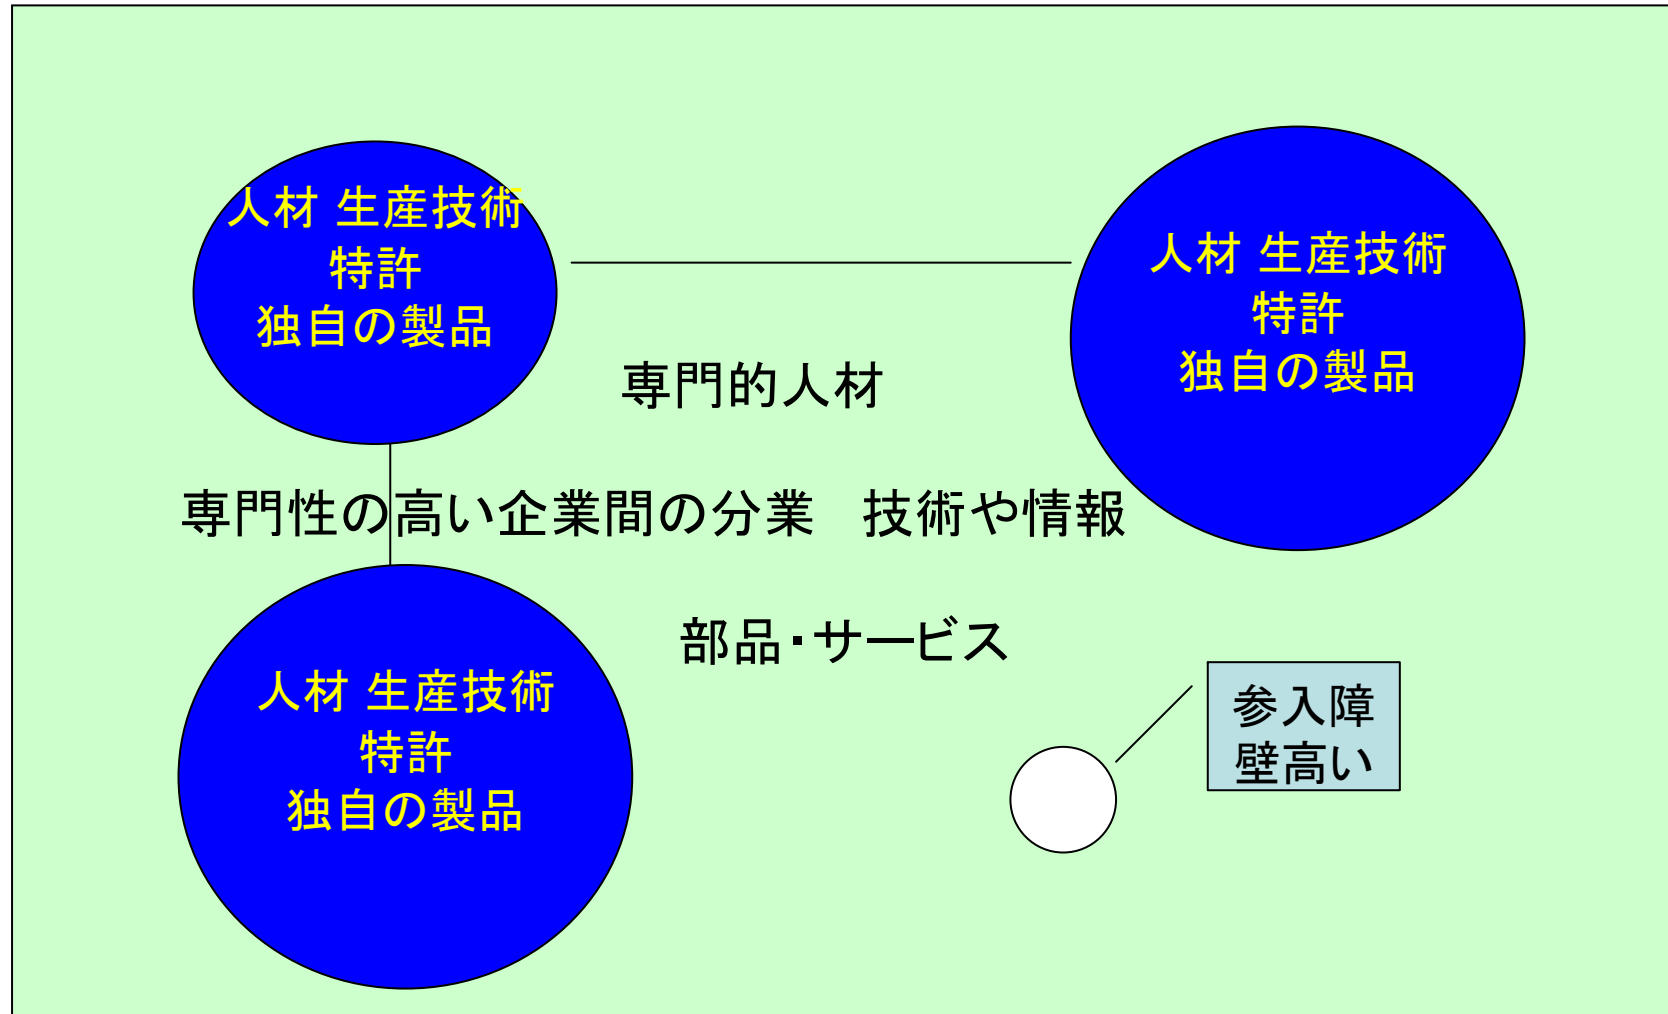 人材 生産技術
特許
独自の製品
人材 生産技術
特許
独自の製品
専門的人材
専門性の高い企業間の分業　技術や情報
部品・サービス
人材 生産技術
特許
独自の製品
参入障
壁高い